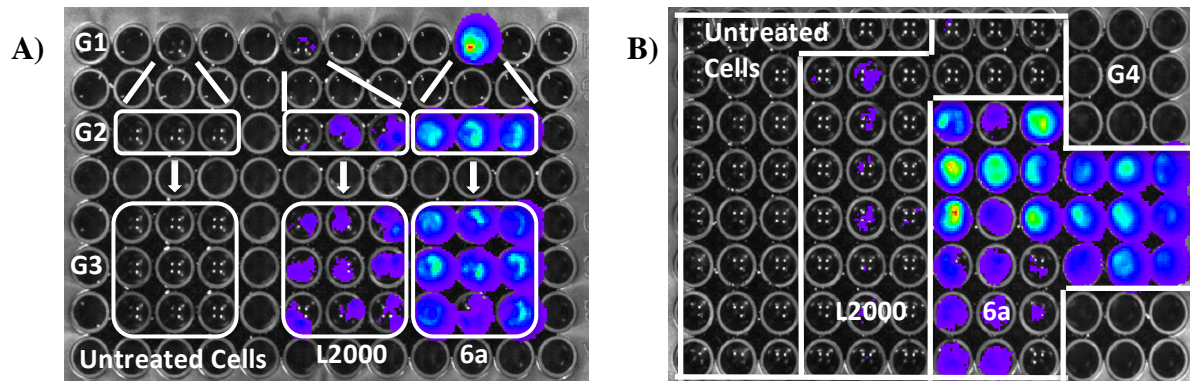 A)
G1
G2
G3
Untreated Cells
L2000
6a
B)
Untreated
Cells
G4
L2000
6a